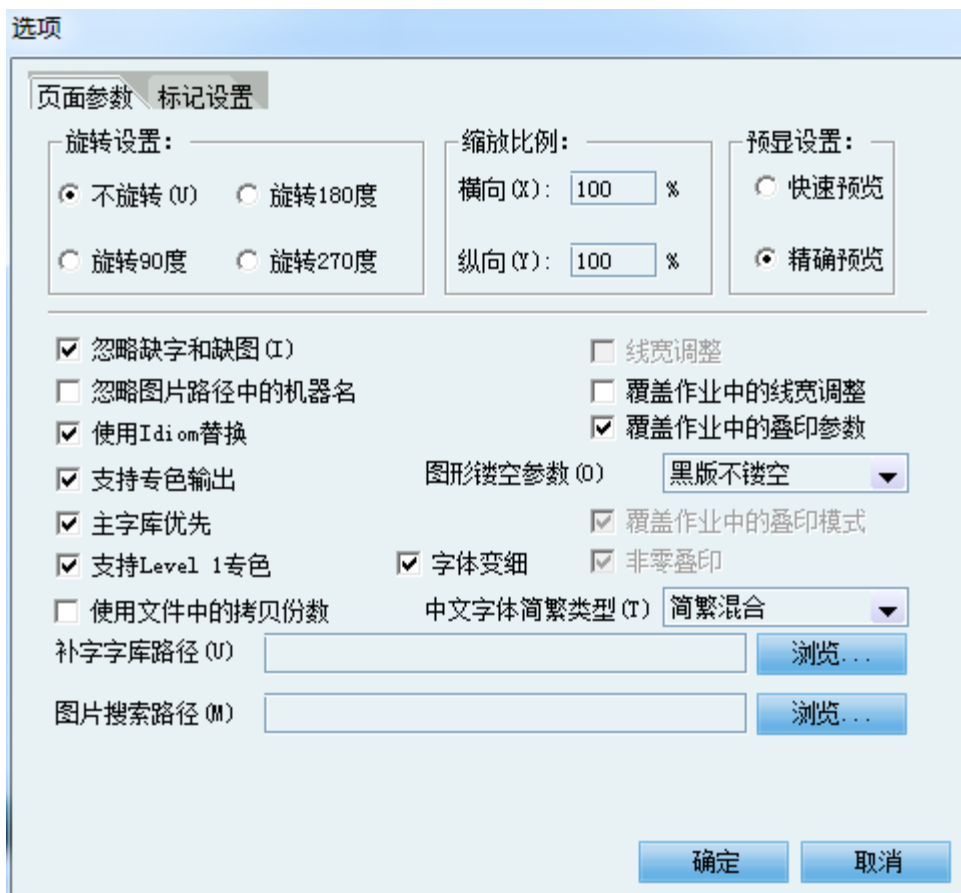 选项
页面参数 标记设置
旋转设置： 缩放比例： 预显设置：
不旋转(U) 旋转180度 横向(X)： 100 % 快速预览
旋转90度 旋转270度 纵向(Y)： 100 % 精确预览
忽略缺字和缺图(I) 线宽调整
忽略图片路径中的机器名 覆盖作业中的线宽调整
使用Idiom替换 覆盖作业中的叠印参数
支持专色输出 图形镂空参数(O) 黑版不镂空
主字库优先 覆盖作业中的叠印模式
支持Level 1专色 字体变细 非零叠印
使用文件中的拷贝份数 中文字体简繁类型(T) 简繁混合
补字字库路径(U) 浏览...
图片搜索路径(M) 浏览...
确定 取消